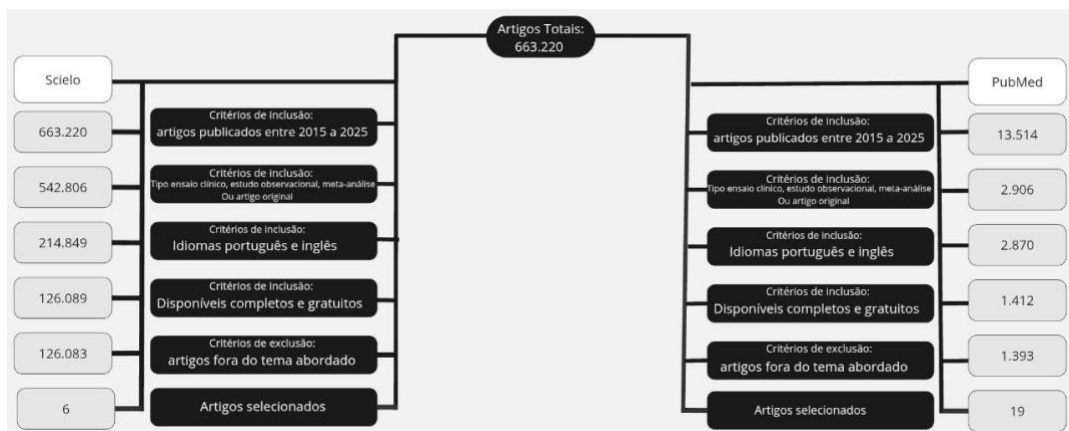 Artigos Totais:
663.220
Scielo
663.220
Critérios de inclusão:
artigos publicados entre 2015 a 2025
542.806
Critérios de inclusão:
Tipo ensaio clínico, estudo observacional, meta-análise
Ou artigo original
214.849
Critérios de inclusão:
Idiomas português e inglês
126.089
Critérios de inclusão:
Disponíveis completos e gratuitos
126.083
Critérios de exclusão:
artigos fora do tema abordado
6
Artigos selecionados
PubMed
Critérios de inclusão:
artigos publicados entre 2015 a 2025
13.514
Critérios de inclusão:
Tipo ensaio clínico, estudo observacional, meta-análise
Ou artigo original
2.906
Critérios de inclusão:
Idiomas português e inglês
2.870
Critérios de inclusão:
Disponíveis completos e gratuitos
1.412
Critérios de exclusão:
artigos fora do tema abordado
1.393
Artigos selecionados
19